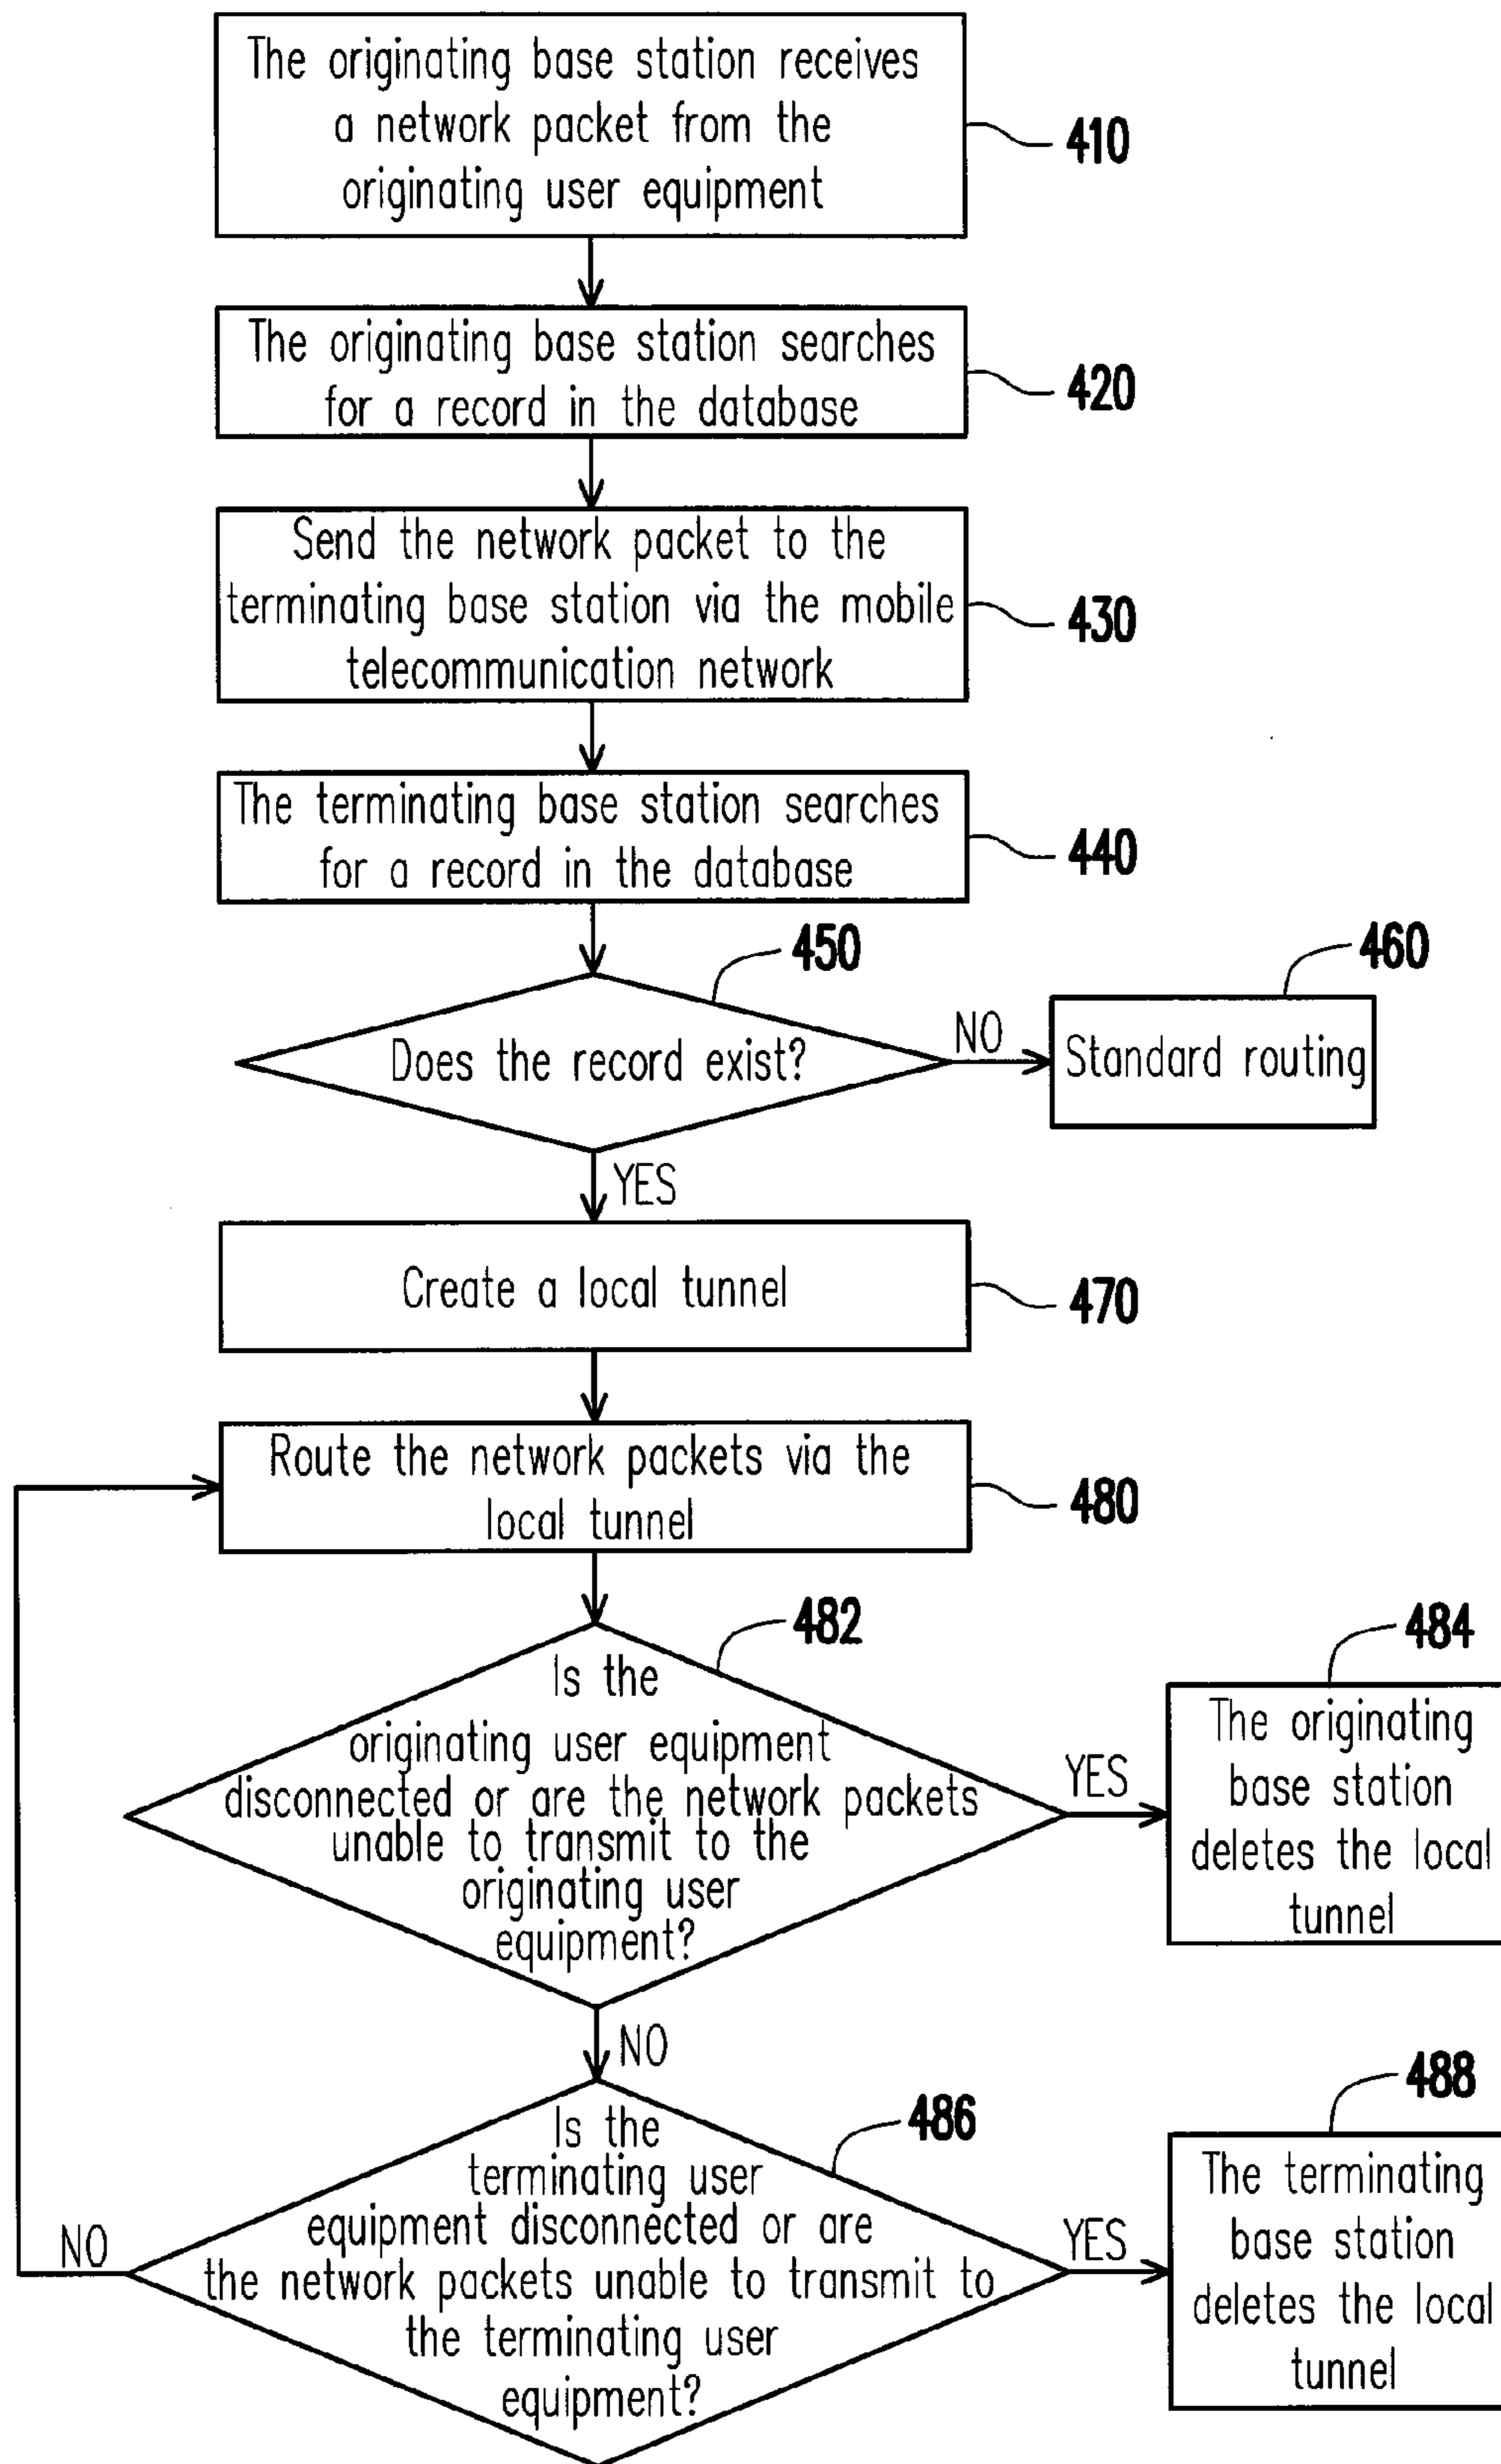 The originating base station receives
a network packet from the
originating user equipment
410
The originating base station searches
for a record in the database
420
Send the network packet to the
terminating base station via the mobile
telecommunication network
430
The terminating base station searches
for a record in the database
440
450
Does the record exist?
NO
460
Standard routing
YES
Create a local tunnel
470
Route the network packets via the
local tunnel
480
482
Is the
originating user equipment
disconnected or are the network packets
unable to transmit to the
originating user
equipment?
YES
484
The originating
base station
deletes the local
tunnel
NO
486
Is the
terminating user
equipment disconnected or are
the network packets unable to transmit to
the terminating user
equipment?
NO
YES
488
The terminating
base station
deletes the local
tunnel